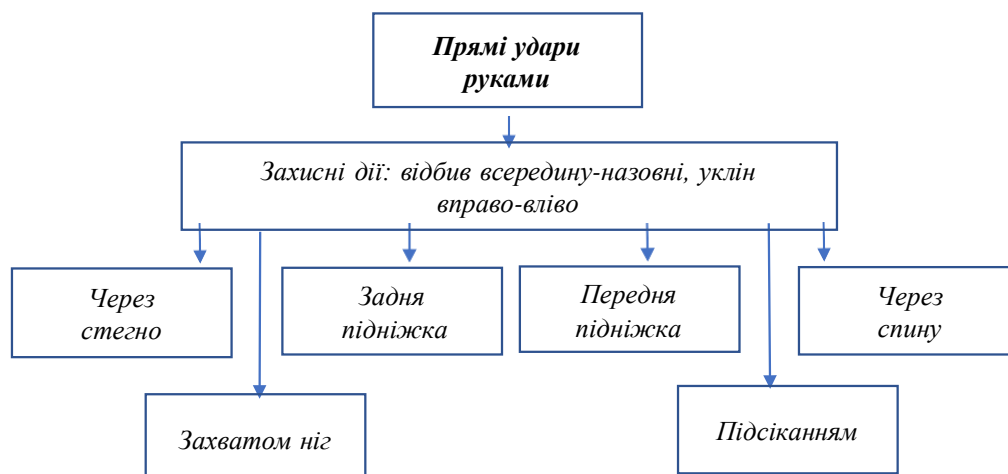 Прямі удари
руками
Захисні дії: відбив всередину-назовні, уклін
вправо-вліво
Через
стегно
Задня
підніжка
Передня
підніжка
Через
спину
Захватом ніг
Підсіканням